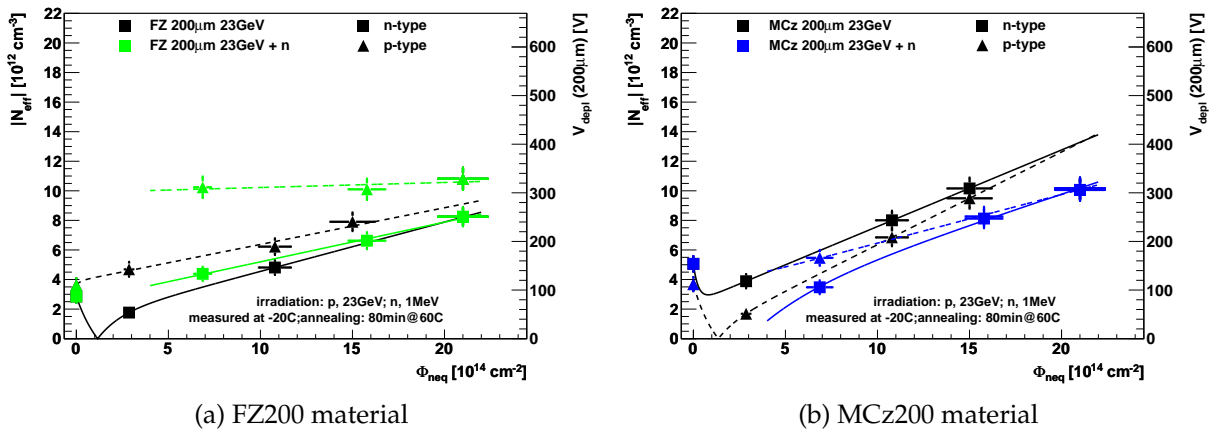 FZ 200μm 23GeV
n-type
FZ 200μm 23GeV + n
p-type
|N_eff| [10^12 cm^-3]
22
20
18
16
14
12
10
8
6
4
2
0
V_depl (200μm) [V]
600
500
400
300
200
100
0
irradiation: p, 23GeV; n, 1MeV
measured at -20C;annealing: 80min@60C
0 5 10 15 20
Φ_neq [10^14 cm^-2]
(a) FZ200 material
MCz 200μm 23GeV
n-type
MCz 200μm 23GeV + n
p-type
|N_eff| [10^12 cm^-3]
22
20
18
16
14
12
10
8
6
4
2
0
V_depl (200μm) [V]
600
500
400
300
200
100
0
irradiation: p, 23GeV; n, 1MeV
measured at -20C;annealing: 80min@60C
0 5 10 15 20
Φ_neq [10^14 cm^-2]
(b) MCz200 material